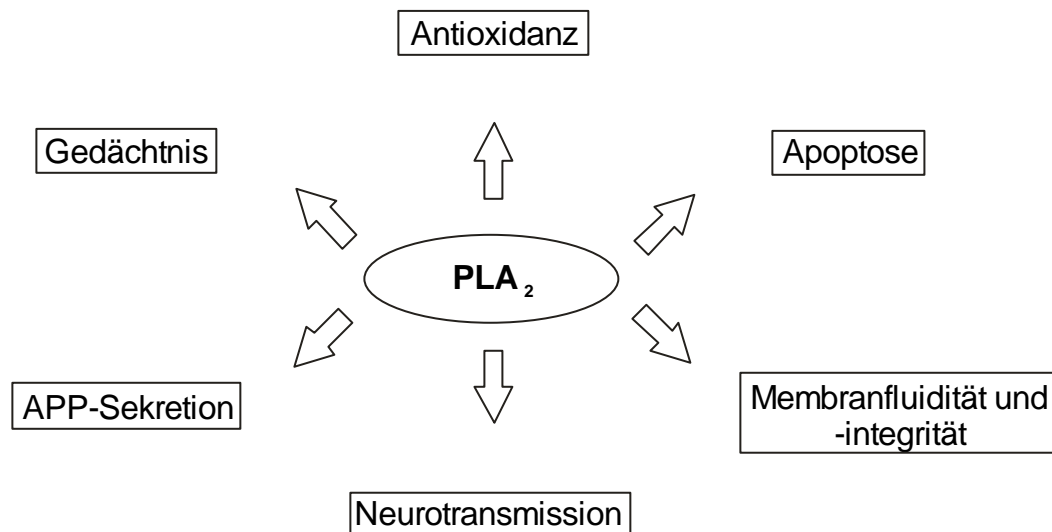 Antioxidanz
Gedächtnis
Apoptose
PLA₂
APP-Sekretion
Membranfluidität und
-integrität
Neurotransmission